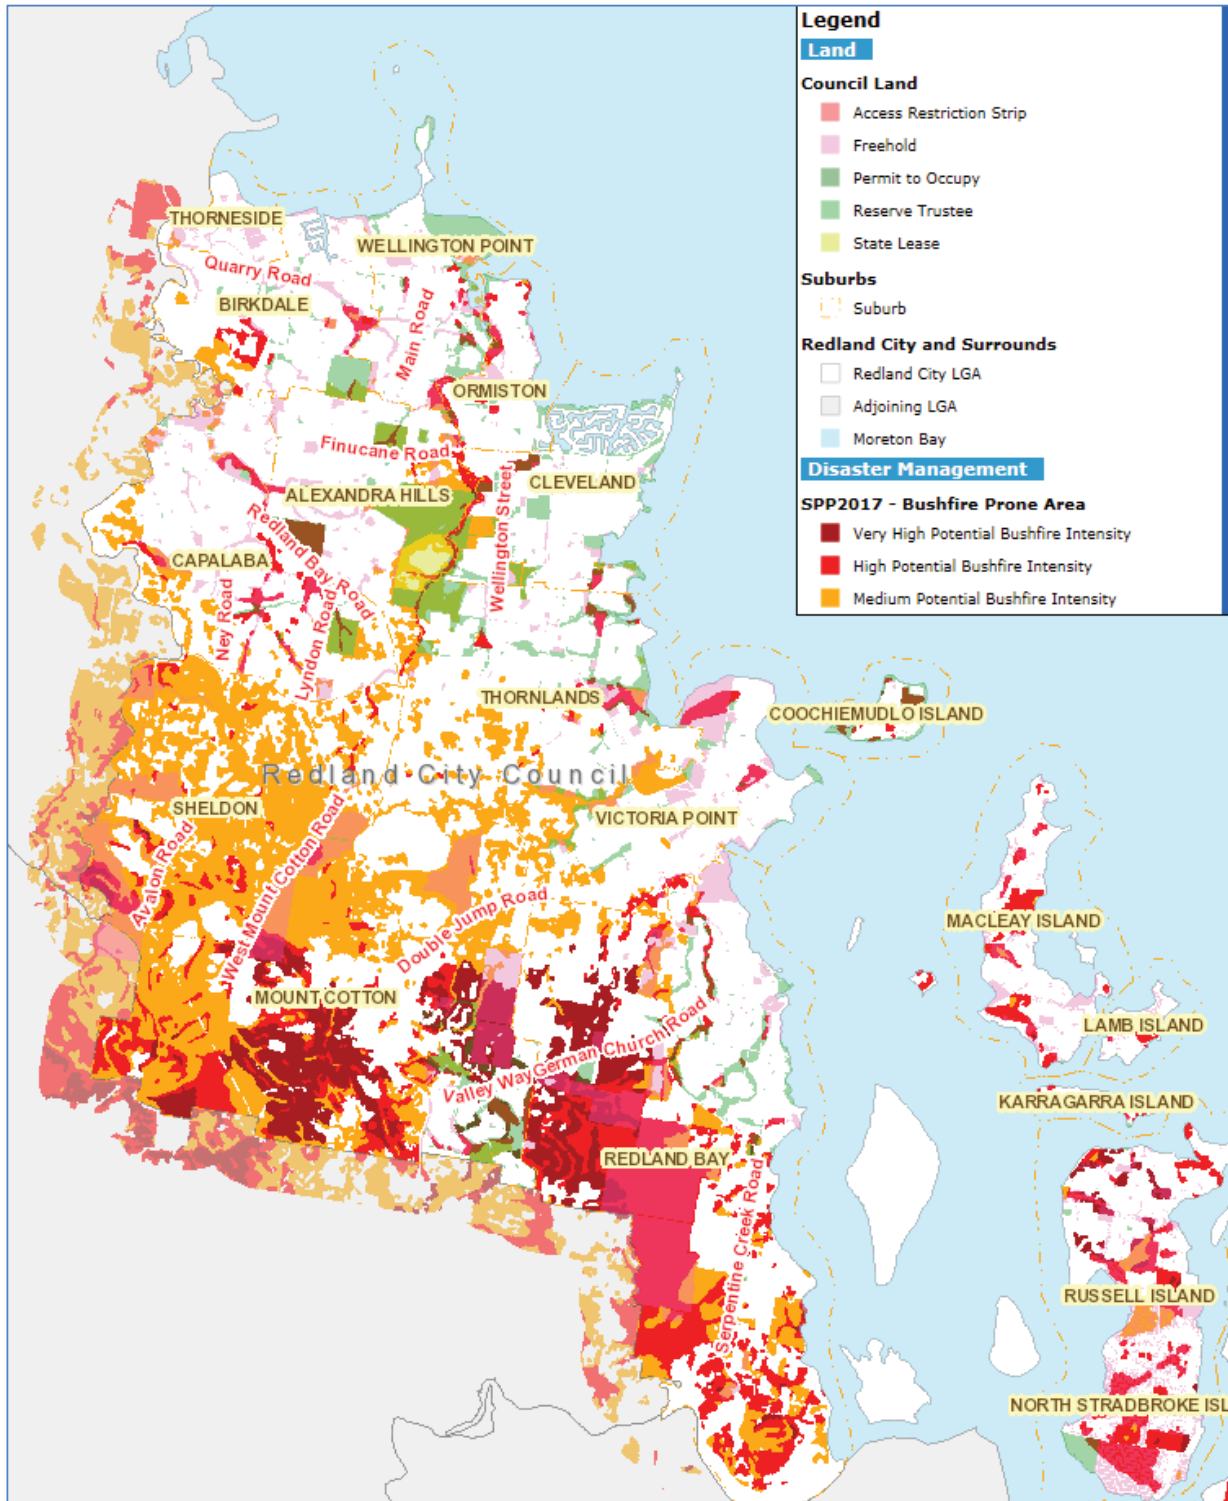 Legend
Land
Council Land
Access Restriction Strip
Freehold
Permit to Occupy
Reserve Trustee
State Lease
Suburbs
Suburb
Redland City and Surrounds
Redland City LGA
Adjoining LGA
Moreton Bay
Disaster Management
SPP2017 - Bushfire Prone Area
Very High Potential Bushfire Intensity
High Potential Bushfire Intensity
Medium Potential Bushfire Intensity
THORNESIDE
WELLINGTON POINT
Quarry Road
BIRKDALE
Main Road
ORMISTON
Finucane Road
CLEVELAND
ALEXANDRA HILLS
Wellington Street
Redland Bay Road
CAPALABA
Ney Road
Lyndon Road
THORNLANDS
COOCHIEMUDLO ISLAND
Redland City Council
SHELDON
VICTORIA POINT
West Mount Cotton Road
Avalon Road
Double Jump Road
MACLEAY ISLAND
MOUNT COTTON
LAMB ISLAND
German Church Road
Valley Way
KARRAGARRA ISLAND
REDLAND BAY
Serpentine Creek Road
RUSSELL ISLAND
NORTH STRADBROKE ISL